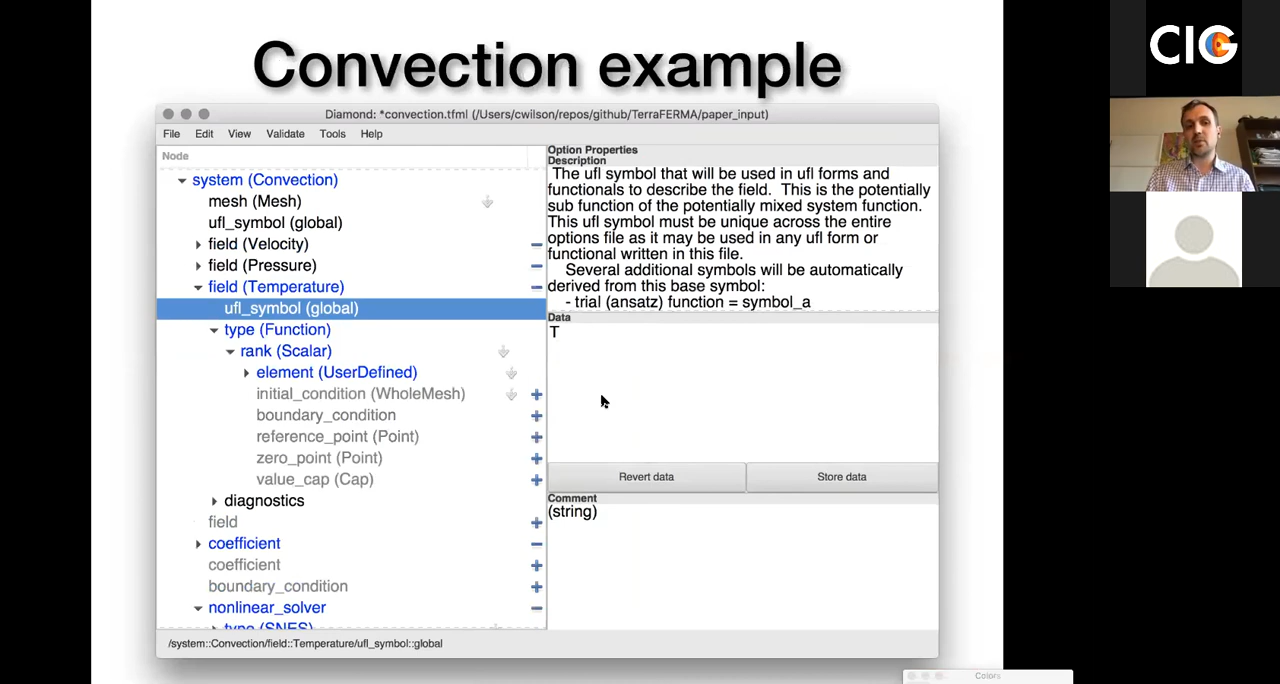 Convection example
CIG
Diamond: *convection.tfml (/Users/cwilson/repos/github/TerraFERMA/paper_input)
File Edit View Validate Tools Help
Node
system (Convection)
mesh (Mesh)
ufl_symbol (global)
field (Velocity)
field (Pressure)
field (Temperature)
ufl_symbol (global)
type (Function)
rank (Scalar)
element (UserDefined)
initial_condition (WholeMesh)
boundary_condition
reference_point (Point)
zero_point (Point)
value_cap (Cap)
diagnostics
field
coefficient
coefficient
boundary_condition
nonlinear_solver
type (SNES)
Option Properties
Description
The ufl symbol that will be used in ufl forms and
functionals to describe the field. This is the potentially
sub function of the potentially mixed system function.
This ufl symbol must be unique across the entire
options file as it may be used in any ufl form or
functional written in this file.
Several additional symbols will be automatically
derived from this base symbol:
- trial (ansatz) function = symbol_a
Data
T
Revert data Store data
Comment
(string)
/system::Convection/field::Temperature/ufl_symbol::global
Colors